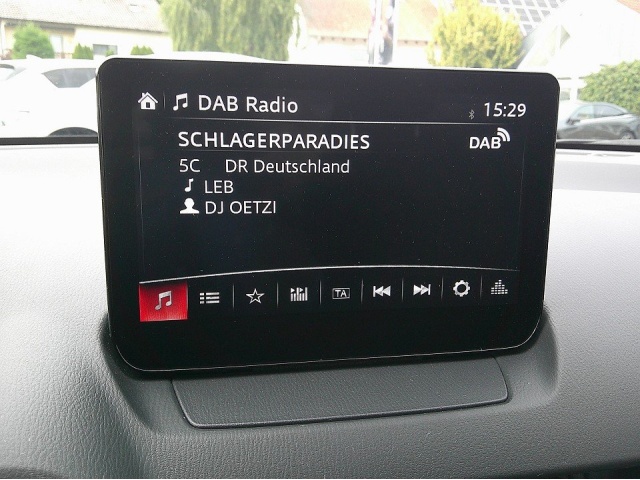 DAB Radio 15:29
SCHLAGERPARADIES DAB
5C DR Deutschland
LEB
DJ OETZI
TA